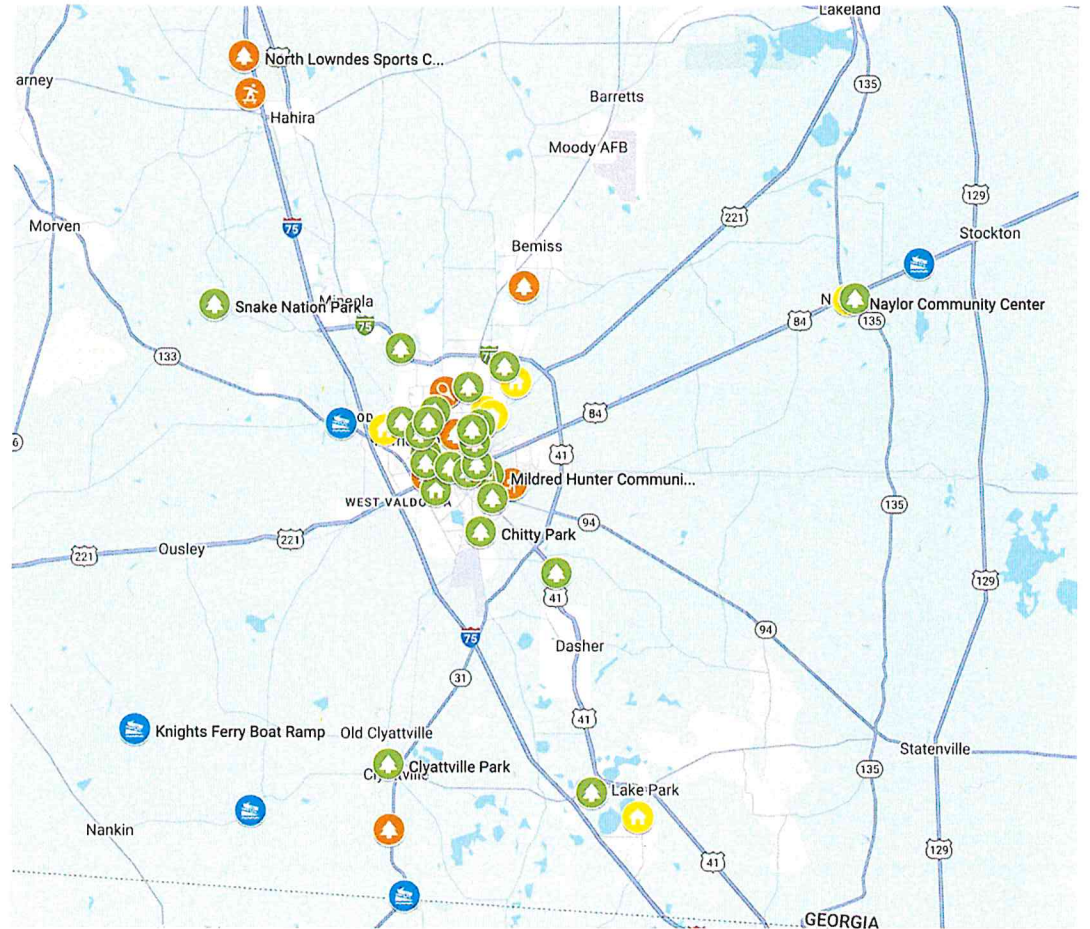 Lakeland
North Lowndes Sports C...
arney
135
Barretts
Hahira
Moody AFB
129
221
Morven
75
Stockton
Bemiss
Mineola
Snake Nation Park
N
Naylor Community Center
75
84
135
133
84
41
Mildred Hunter Communi...
WEST VALDO A
135
94
221
Chitty Park
221
Ousley
129
41
94
75
Dasher
31
41
Knights Ferry Boat Ramp
Old Clyattville
Statenville
Clyattville Park
135
Lake Park
Nankin
129
41
GEORGIA